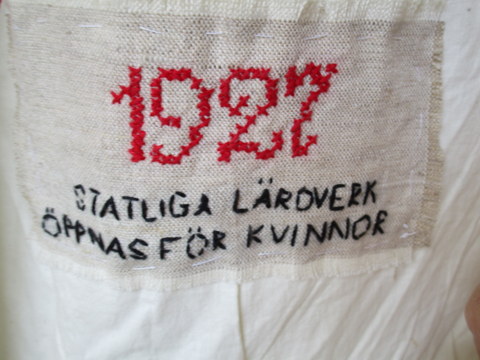 1927
STATLIGA LÄROVERK
ÖPPNAS FÖR KVINNOR